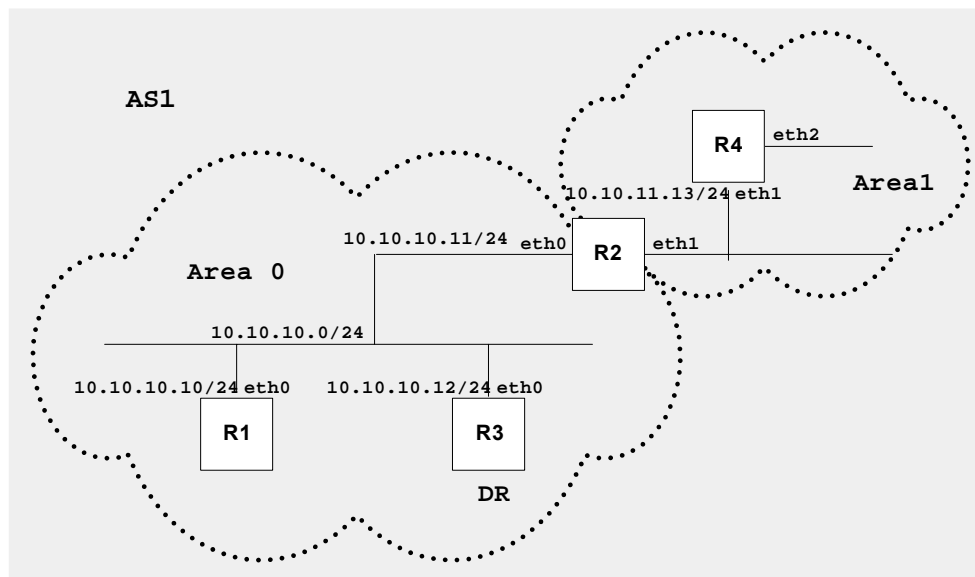 AS1
R4
eth2
Area1
10.10.11.13/24 eth1
10.10.10.11/24
eth0
R2
eth1
Area 0
10.10.10.0/24
10.10.10.10/24 eth0
10.10.10.12/24 eth0
R1
R3
DR